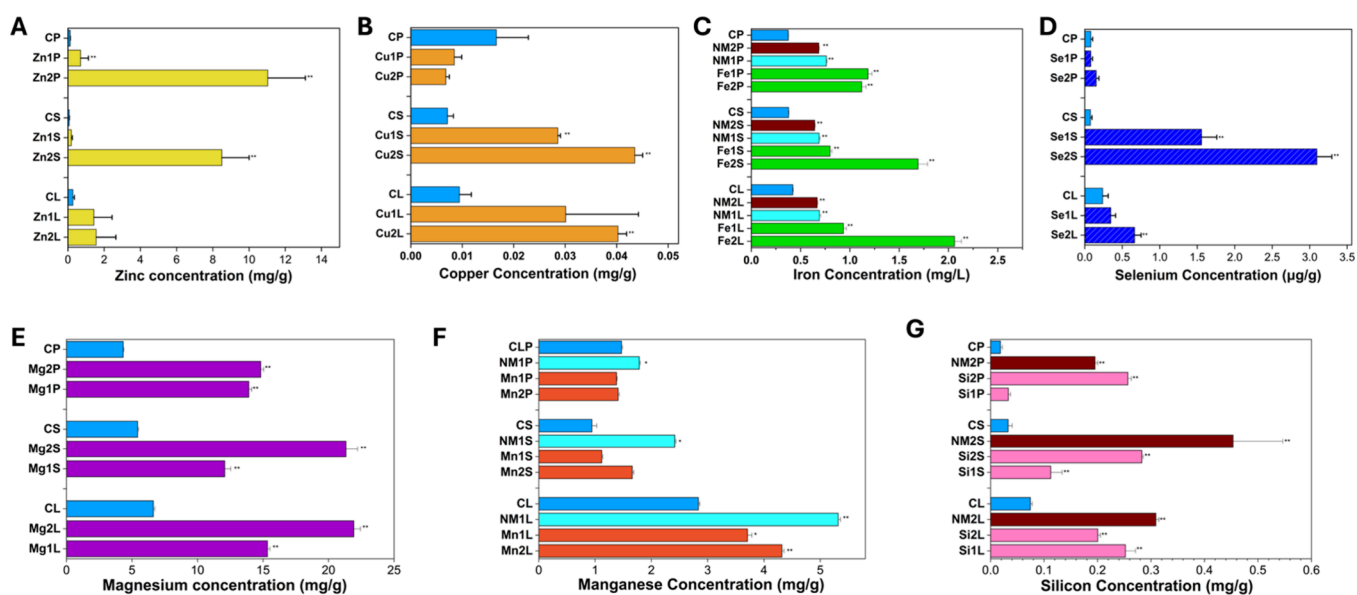 A
CP
Zn1P
**
Zn2P
**
CS
Zn1S
Zn2S
**
CL
Zn1L
Zn2L
0 2 4 6 8 10 12 14
Zinc concentration (mg/g)
B
CP
Cu1P
Cu2P
CS
Cu1S
**
Cu2S
**
CL
Cu1L
Cu2L
**
0.00 0.01 0.02 0.03 0.04 0.05
Copper Concentration (mg/g)
C
CP
NM2P
**
NM1P
**
Fe1P
**
Fe2P
**
CS
NM2S
**
NM1S
**
Fe1S
**
Fe2S
**
CL
NM2L
**
NM1L
**
Fe1L
**
Fe2L
**
0.0 0.5 1.0 1.5 2.0 2.5
Iron Concentration (mg/L)
D
CP
Se1P
Se2P
CS
Se1S
**
Se2S
**
CL
Se1L
Se2L
**
0.0 0.5 1.0 1.5 2.0 2.5 3.0 3.5
Selenium Concentration (µg/g)
E
CP
Mg2P
**
Mg1P
**
CS
Mg2S
**
Mg1S
**
CL
Mg2L
**
Mg1L
**
0 5 10 15 20 25
Magnesium concentration (mg/g)
F
CLP
NM1P
*
Mn1P
Mn2P
CS
NM1S
*
Mn1S
Mn2S
CL
NM1L
**
Mn1L
*
Mn2L
**
0 1 2 3 4 5
Manganese Concentration (mg/g)
G
CP
NM2P
**
Si2P
**
Si1P
CS
NM2S
**
Si2S
**
Si1S
**
CL
NM2L
**
Si2L
**
Si1L
**
0.0 0.1 0.2 0.3 0.4 0.5 0.6
Silicon Concentration (mg/g)